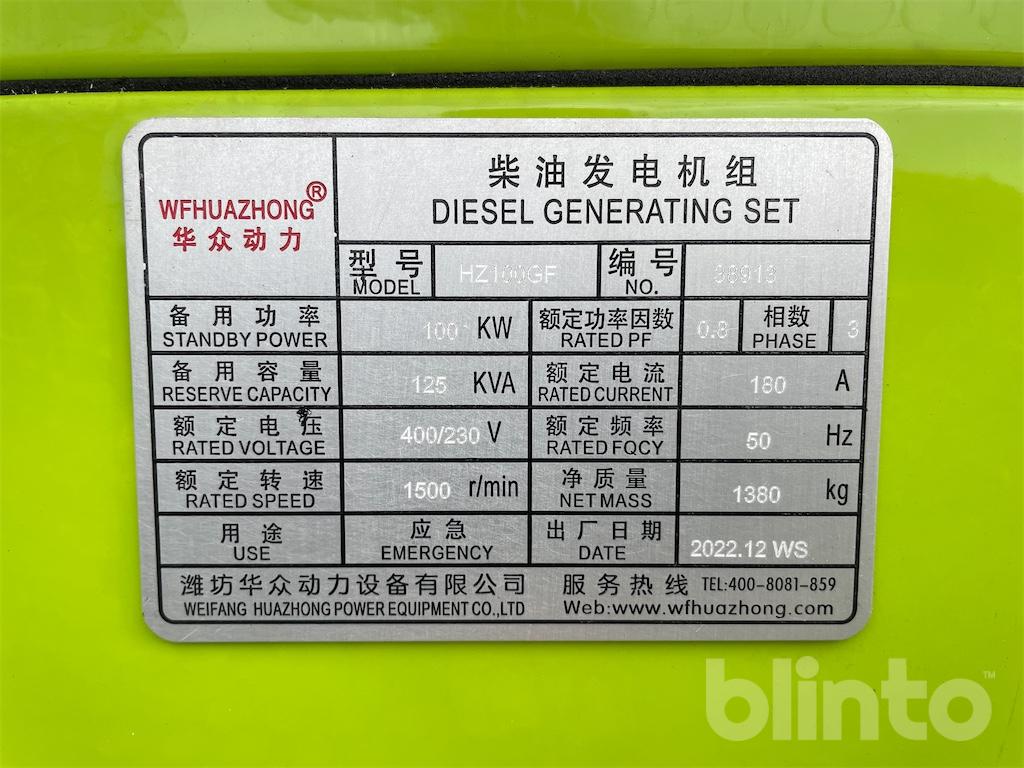 WFHUAZHONG®
华众动力
柴油发电机组
DIESEL GENERATING SET
型号 HZ100GF 编号 38913
MODEL NO.
备用功率 100 KW 额定功率因数 0.8 相数 3
STANDBY POWER RATED PF PHASE
备用容量 125 KVA 额定电流 180 A
RESERVE CAPACITY RATED CURRENT
额定电压 400/230 V 额定频率 50 Hz
RATED VOLTAGE RATED FQCY
额定转速 1500 r/min 净质量 1380 kg
RATED SPEED NET MASS
用途 应急 出厂日期 2022.12 WS
USE EMERGENCY DATE
潍坊华众动力设备有限公司 服务热线 TEL:400-8081-859
WEIFANG HUAZHONG POWER EQUIPMENT CO.,LTD Web:www.wfhuazhong.com
blinto™